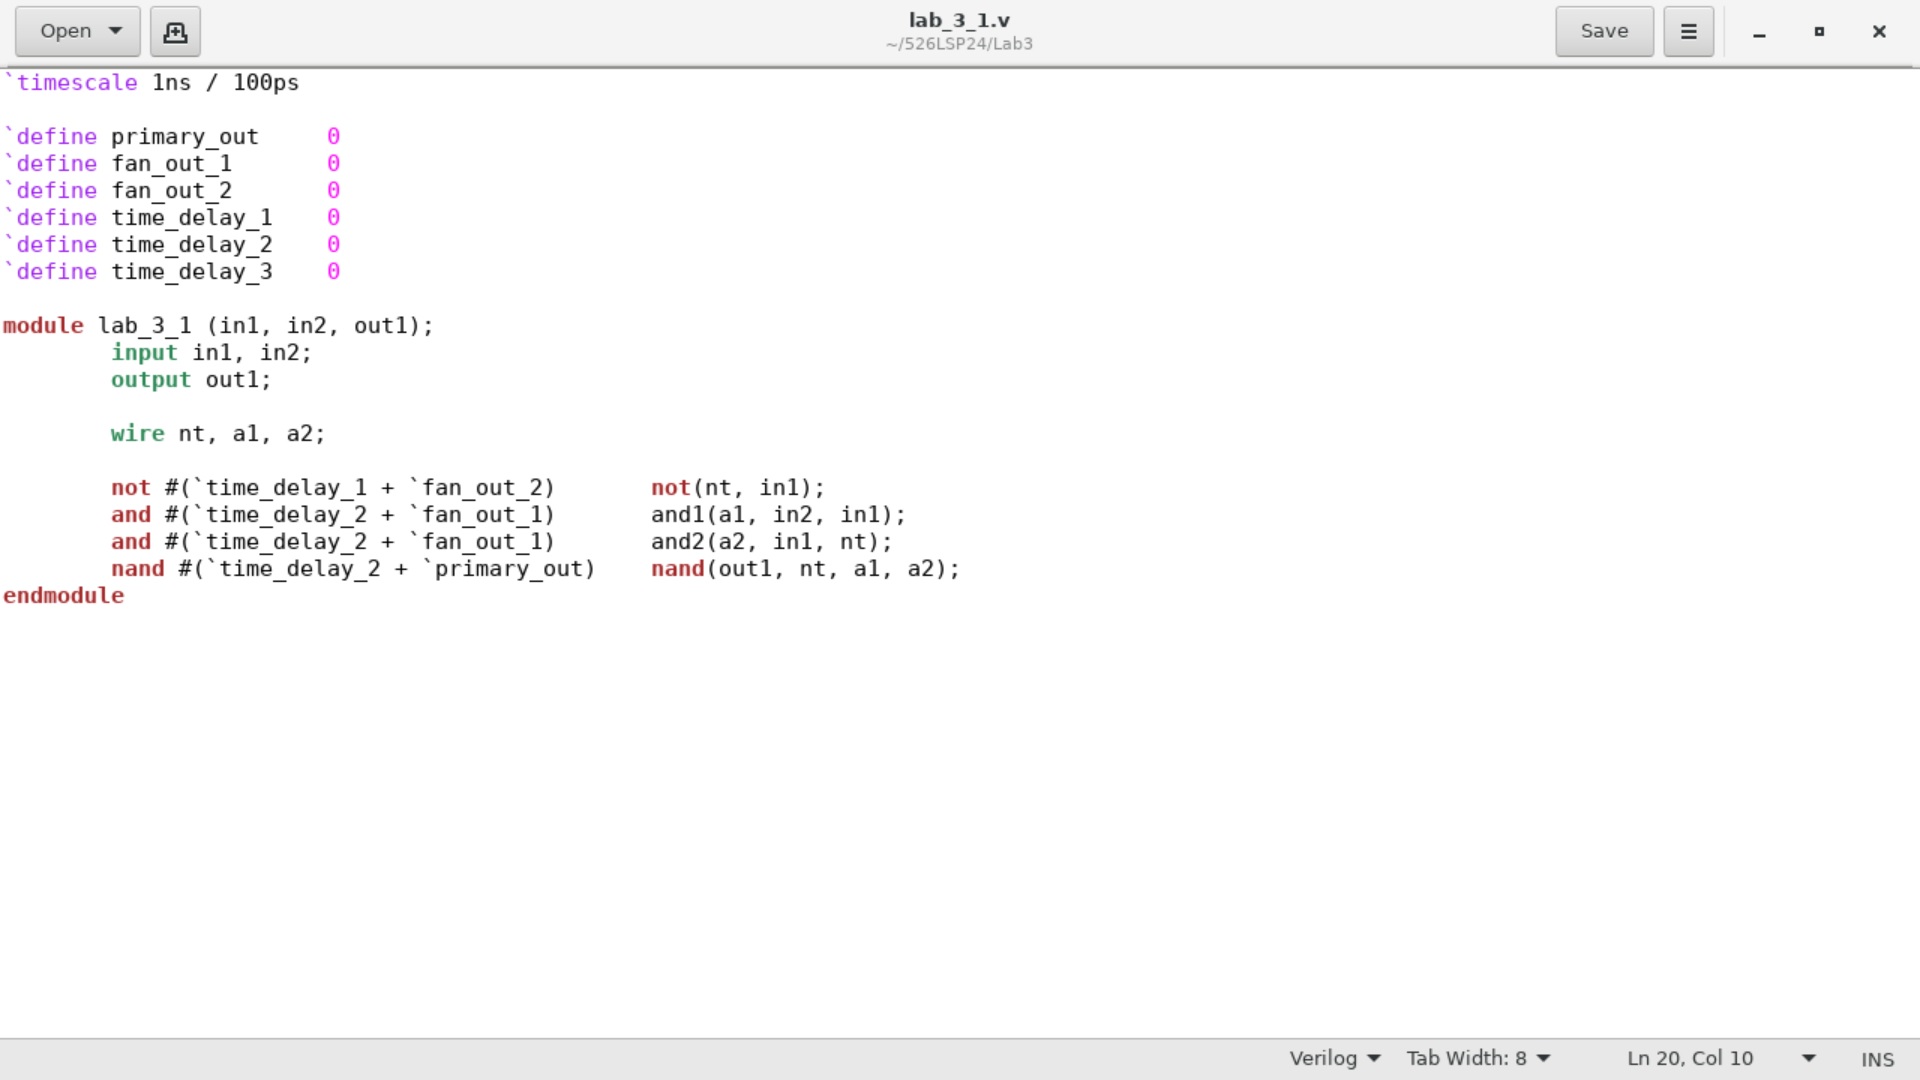 Open
lab_3_1.v
~/526LSP24/Lab3
Save
`timescale 1ns / 100ps
`define primary_out 0
`define fan_out_1 0
`define fan_out_2 0
`define time_delay_1 0
`define time_delay_2 0
`define time_delay_3 0
module lab_3_1 (in1, in2, out1);
input in1, in2;
output out1;
wire nt, a1, a2;
not #(`time_delay_1 + `fan_out_2) not(nt, in1);
and #(`time_delay_2 + `fan_out_1) and1(a1, in2, in1);
and #(`time_delay_2 + `fan_out_1) and2(a2, in1, nt);
nand #(`time_delay_2 + `primary_out) nand(out1, nt, a1, a2);
endmodule
Verilog Tab Width: 8 Ln 20, Col 10 INS